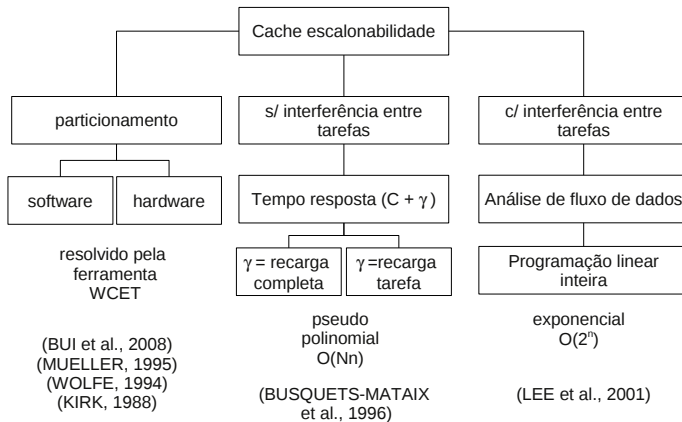 Cache escalonabilidade
particionamento
software
hardware
resolvido pela
ferramenta
WCET
(BUI et al., 2008)
(MUELLER, 1995)
(WOLFE, 1994)
(KIRK, 1988)
s/ interferência entre
tarefas
Tempo resposta (C + γ )
γ = recarga
completa
γ =recarga
tarefa
pseudo
polinomial
O(Nn)
(BUSQUETS-MATAIX
et al., 1996)
c/ interferência entre
tarefas
Análise de fluxo de dados
Programação linear
inteira
exponencial
O(2ⁿ)
(LEE et al., 2001)